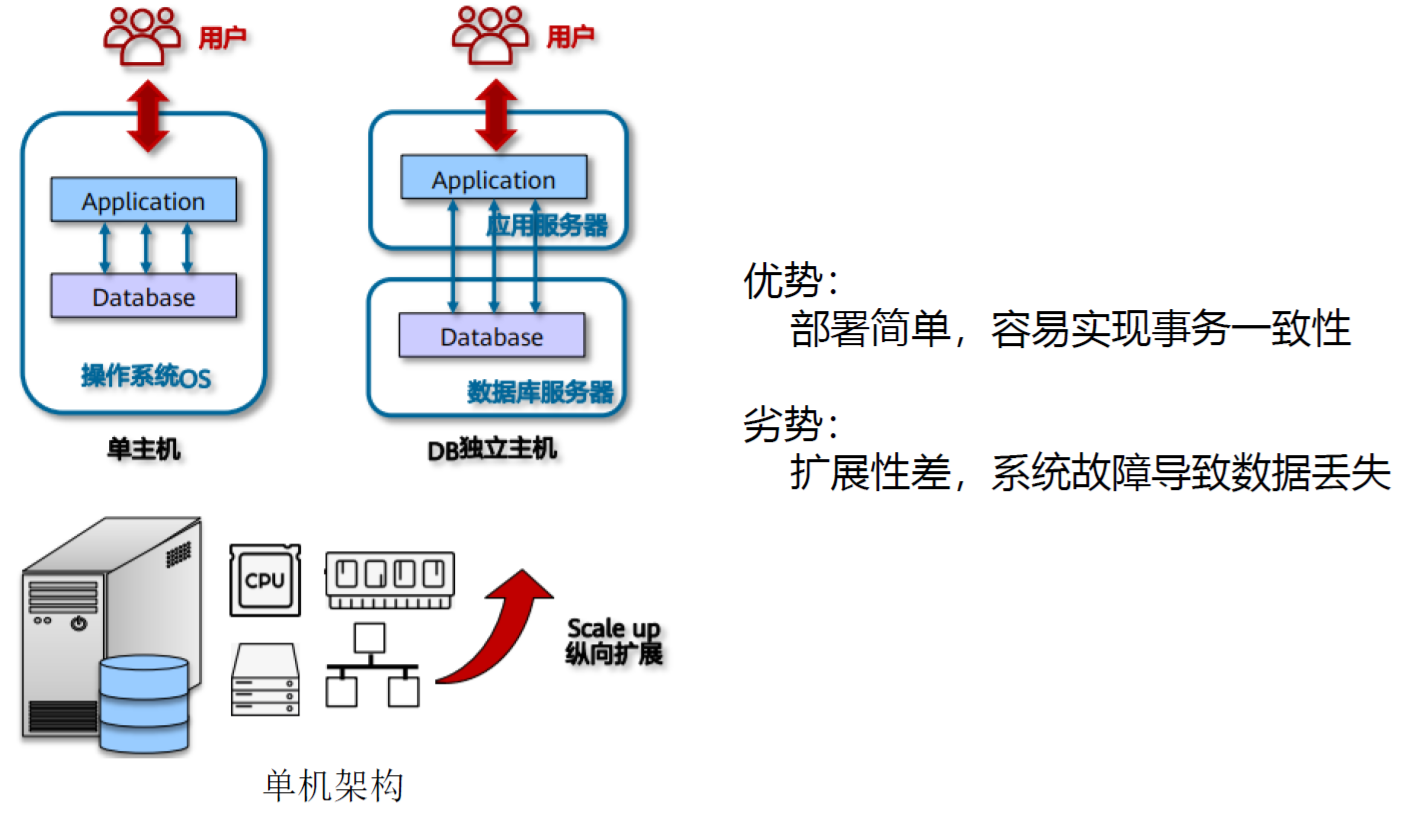 用户
Application
Database
操作系统OS
单主机
用户
Application
应用服务器
Database
数据库服务器
DB独立主机
CPU
Scale up
纵向扩展
单机架构
优势：
部署简单，容易实现事务一致性
劣势：
扩展性差，系统故障导致数据丢失